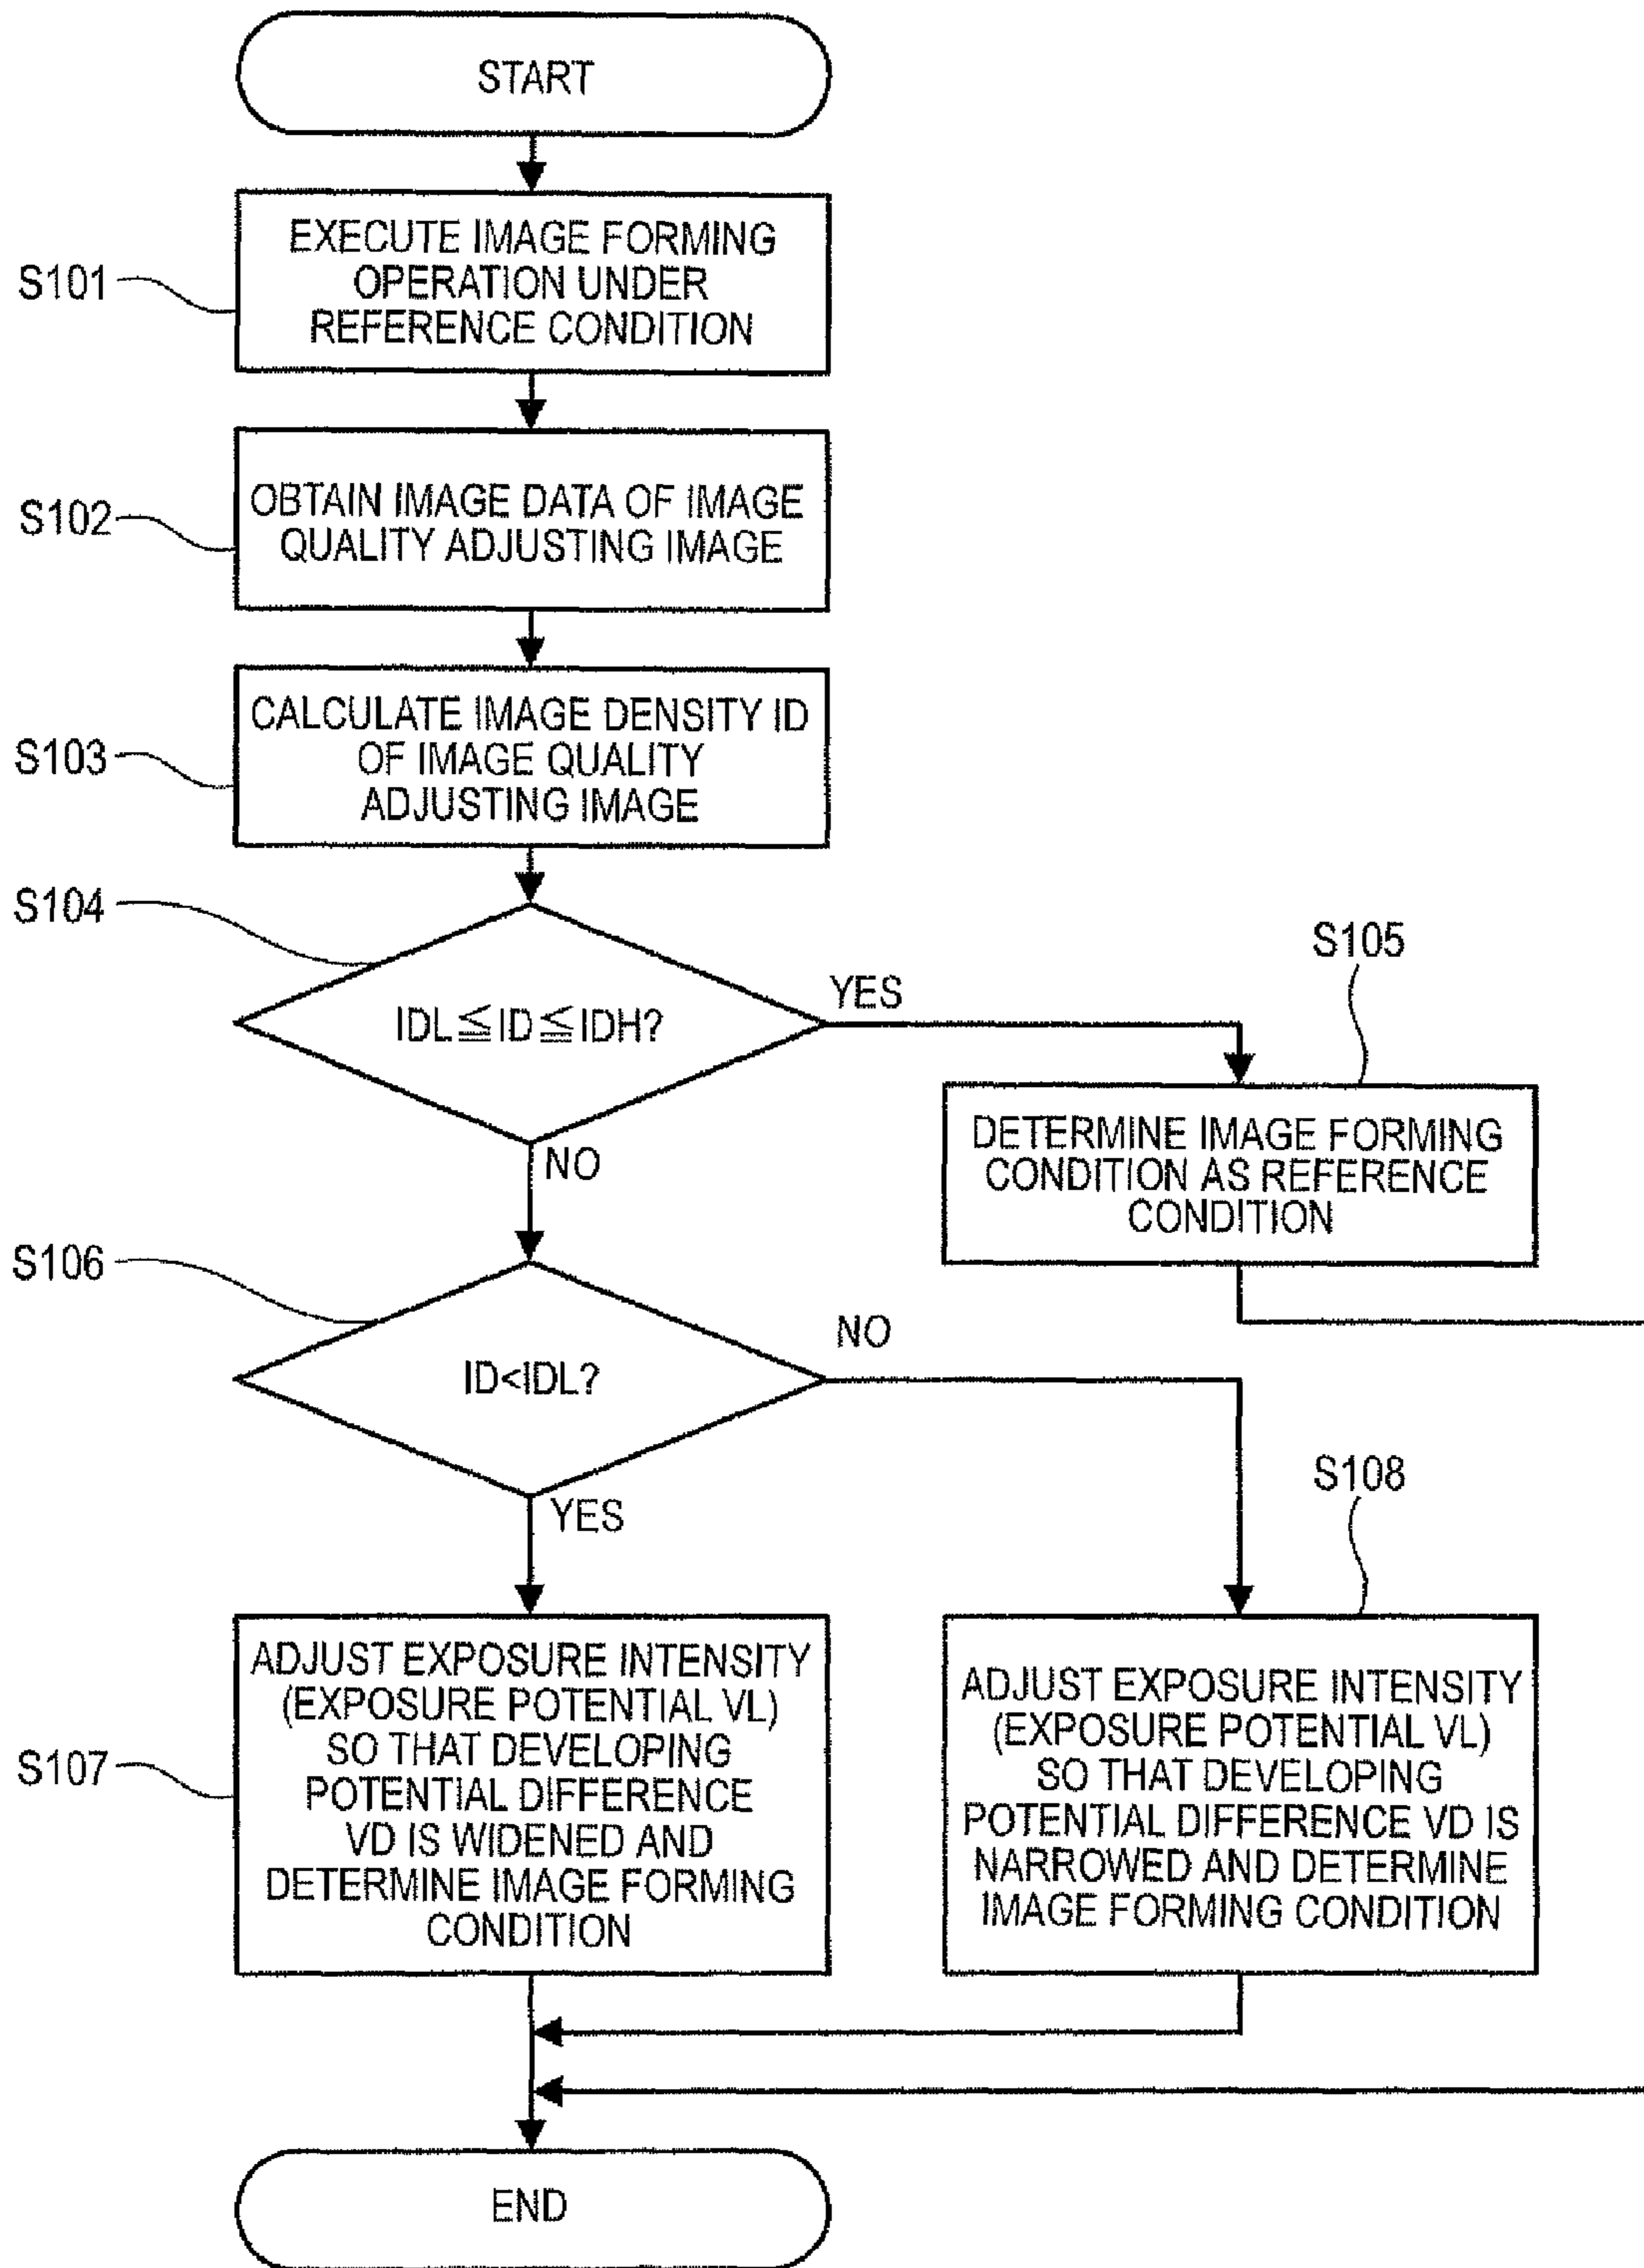 START
S101
EXECUTE IMAGE FORMING
OPERATION UNDER
REFERENCE CONDITION
S102
OBTAIN IMAGE DATA OF IMAGE
QUALITY ADJUSTING IMAGE
S103
CALCULATE IMAGE DENSITY ID
OF IMAGE QUALITY
ADJUSTING IMAGE
S104
IDL≦ID≦IDH?
YES
NO
S105
DETERMINE IMAGE FORMING
CONDITION AS REFERENCE
CONDITION
S106
ID<IDL?
NO
YES
S107
ADJUST EXPOSURE INTENSITY
(EXPOSURE POTENTIAL VL)
SO THAT DEVELOPING
POTENTIAL DIFFERENCE
VD IS WIDENED AND
DETERMINE IMAGE FORMING
CONDITION
S108
ADJUST EXPOSURE INTENSITY
(EXPOSURE POTENTIAL VL)
SO THAT DEVELOPING
POTENTIAL DIFFERENCE VD IS
NARROWED AND DETERMINE
IMAGE FORMING CONDITION
END